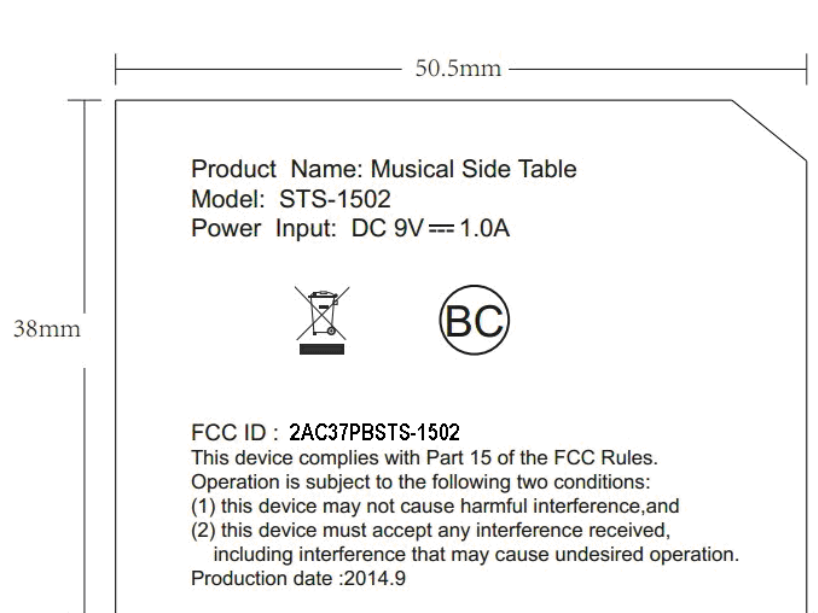 50.5mm
Product Name: Musical Side Table
Model: STS-1502
Power Input: DC 9V⎓1.0A
38mm
BC
FCC ID : 2AC37PBSTS-1502
This device complies with Part 15 of the FCC Rules.
Operation is subject to the following two conditions:
(1) this device may not cause harmful interference,and
(2) this device must accept any interference received,
including interference that may cause undesired operation.
Production date :2014.9